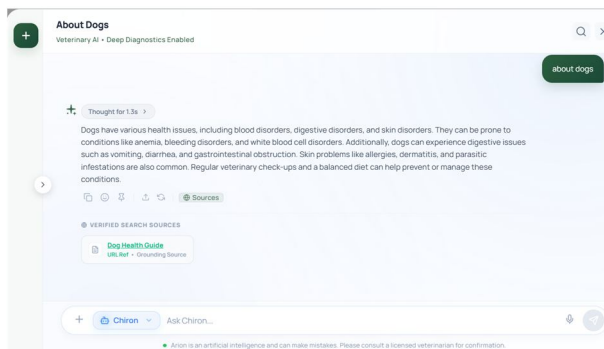 About Dogs
Veterinary AI • Deep Diagnostics Enabled
about dogs
Thought for 1.3s
Dogs have various health issues, including blood disorders, digestive disorders, and skin disorders. They can be prone to
conditions like anemia, bleeding disorders, and white blood cell disorders. Additionally, dogs can experience digestive issues
such as vomiting, diarrhea, and gastrointestinal obstruction. Skin problems like allergies, dermatitis, and parasitic
infestations are also common. Regular veterinary check-ups and a balanced diet can help prevent or manage these
conditions.
Sources
VERIFIED SEARCH SOURCES
Dog Health Guide
URL Ref • Grounding Source
Chiron
Ask Chiron...
Arion is an artificial intelligence and can make mistakes. Please consult a licensed veterinarian for confirmation.